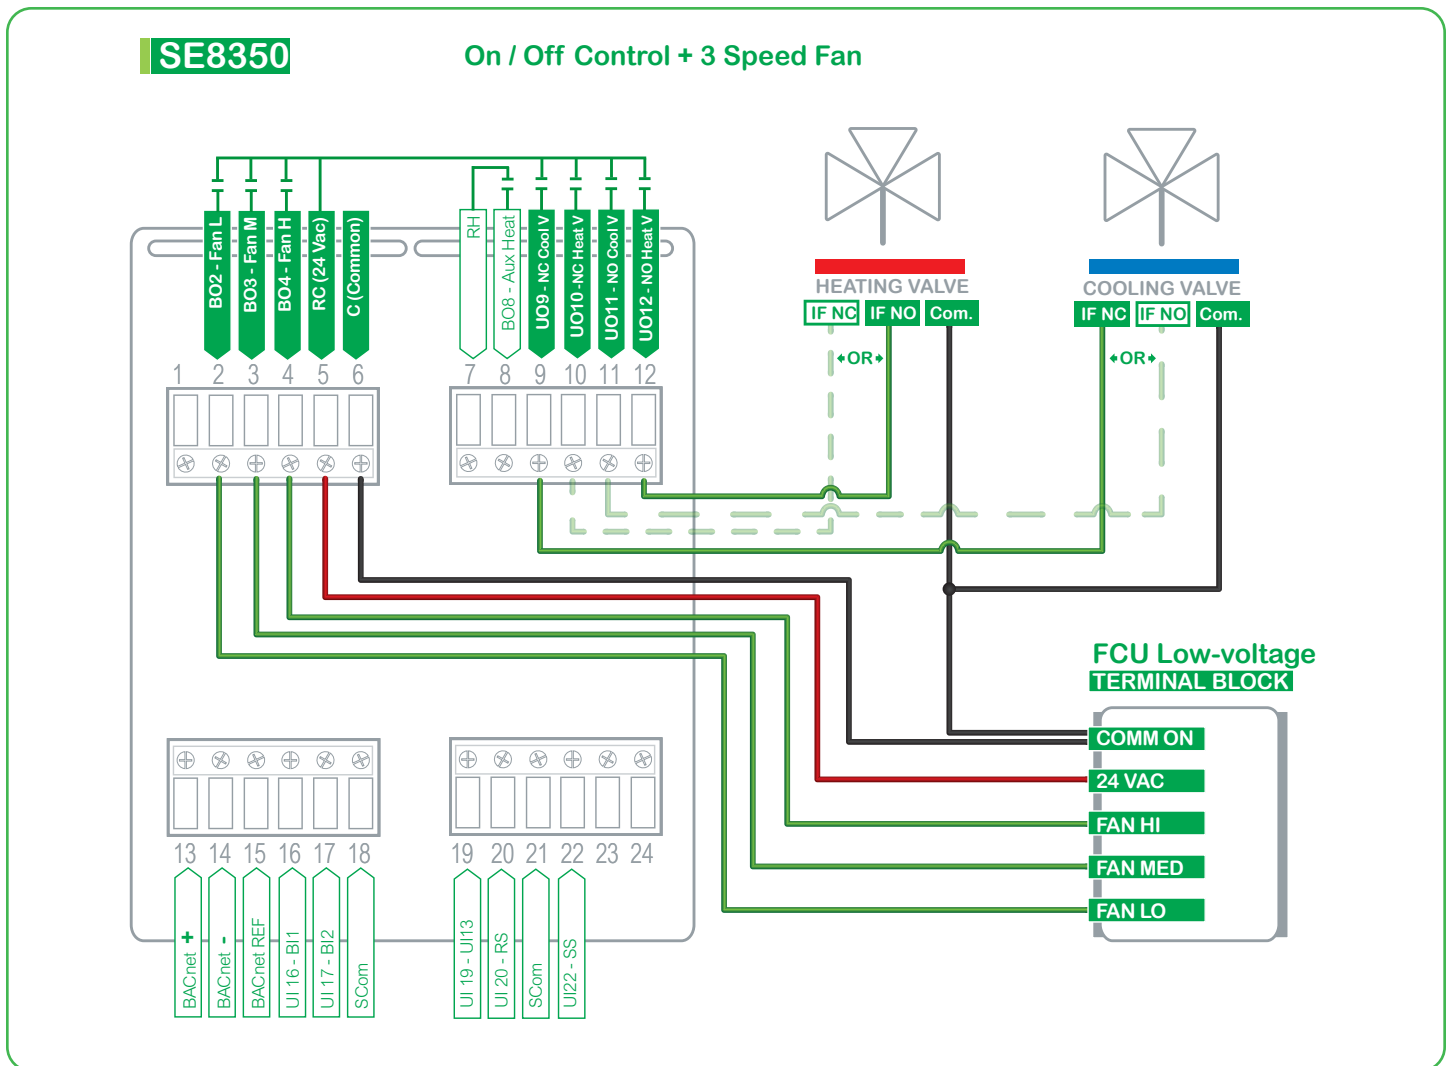 SE8350
On / Off Control + 3 Speed Fan
BO2 - Fan L
BO3 - Fan M
BO4 - Fan H
RC (24 Vac)
C (Common)
RH
BO8 - Aux Heat
UO9 - NC Cool V
UO10 -NC Heat V
UO11 - NO Cool V
UO12 - NO Heat V
1 2 3 4 5 6
7 8 9 10 11 12
HEATING VALVE
IF NC IF NO Com.
OR
COOLING VALVE
IF NC IF NO Com.
OR
FCU Low-voltage
TERMINAL BLOCK
COMM ON
24 VAC
FAN HI
FAN MED
FAN LO
13 14 15 16 17 18
19 20 21 22 23 24
BACnet +
BACnet -
BACnet REF
UI 16 - BI1
UI 17 - BI2
SCom
UI 19 - UI13
UI 20 - RS
SCom
UI22 - SS